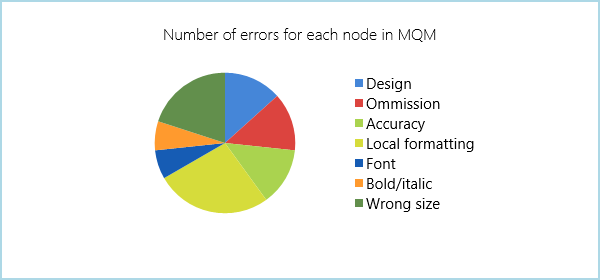 Number of errors for each node in MQM
Design
Ommission
Accuracy
Local formatting
Font
Bold/italic
Wrong size